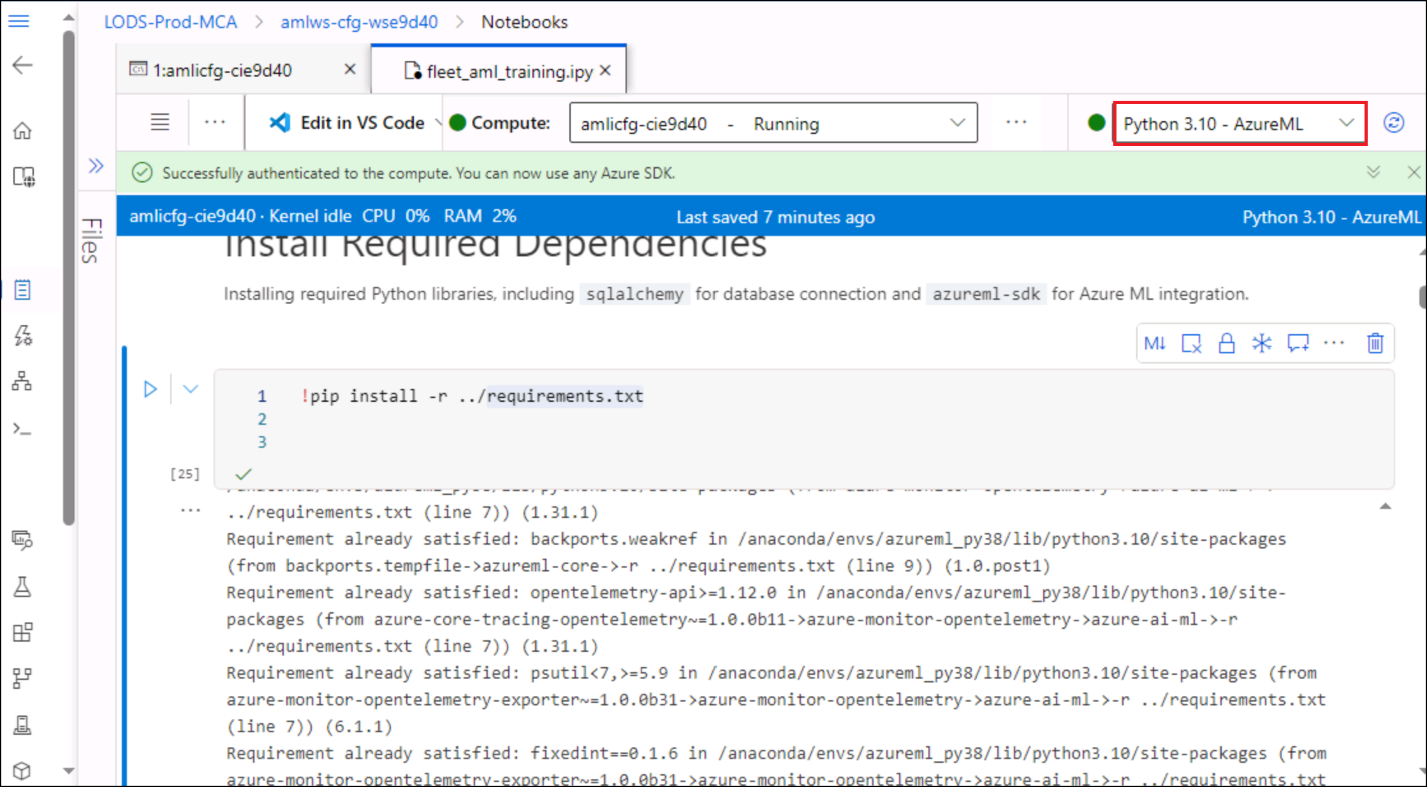 LODS-Prod-MCA > amlws-cfg-wse9d40 > Notebooks
1:amlicfg-cie9d40 × fleet_aml_training.ipy ×
··· Edit in VS Code Compute: amlicfg-cie9d40 - Running ··· Python 3.10 - AzureML
Successfully authenticated to the compute. You can now use any Azure SDK.
amlicfg-cie9d40 · Kernel idle CPU 0% RAM 2% Last saved 7 minutes ago Python 3.10 - AzureML
Files
Install Required Dependencies
Installing required Python libraries, including sqlalchemy for database connection and azureml-sdk for Azure ML integration.
M↓ ···
1 !pip install -r ../requirements.txt
2
3
[25]
../requirements.txt (line 7)) (1.31.1)
Requirement already satisfied: backports.weakref in /anaconda/envs/azureml_py38/lib/python3.10/site-packages
(from backports.tempfile->azureml-core->-r ../requirements.txt (line 9)) (1.0.post1)
Requirement already satisfied: opentelemetry-api>=1.12.0 in /anaconda/envs/azureml_py38/lib/python3.10/site-
packages (from azure-core-tracing-opentelemetry~=1.0.0b11->azure-monitor-opentelemetry->azure-ai-ml->-r
../requirements.txt (line 7)) (1.31.1)
Requirement already satisfied: psutil<7,>=5.9 in /anaconda/envs/azureml_py38/lib/python3.10/site-packages (from
azure-monitor-opentelemetry-exporter~=1.0.0b31->azure-monitor-opentelemetry->azure-ai-ml->-r ../requirements.txt
(line 7)) (6.1.1)
Requirement already satisfied: fixedint==0.1.6 in /anaconda/envs/azureml_py38/lib/python3.10/site-packages (from
azure-monitor-opentelemetry-exporter~=1.0.0b31->azure-monitor-opentelemetry->azure-ai-ml->-r ../requirements.txt